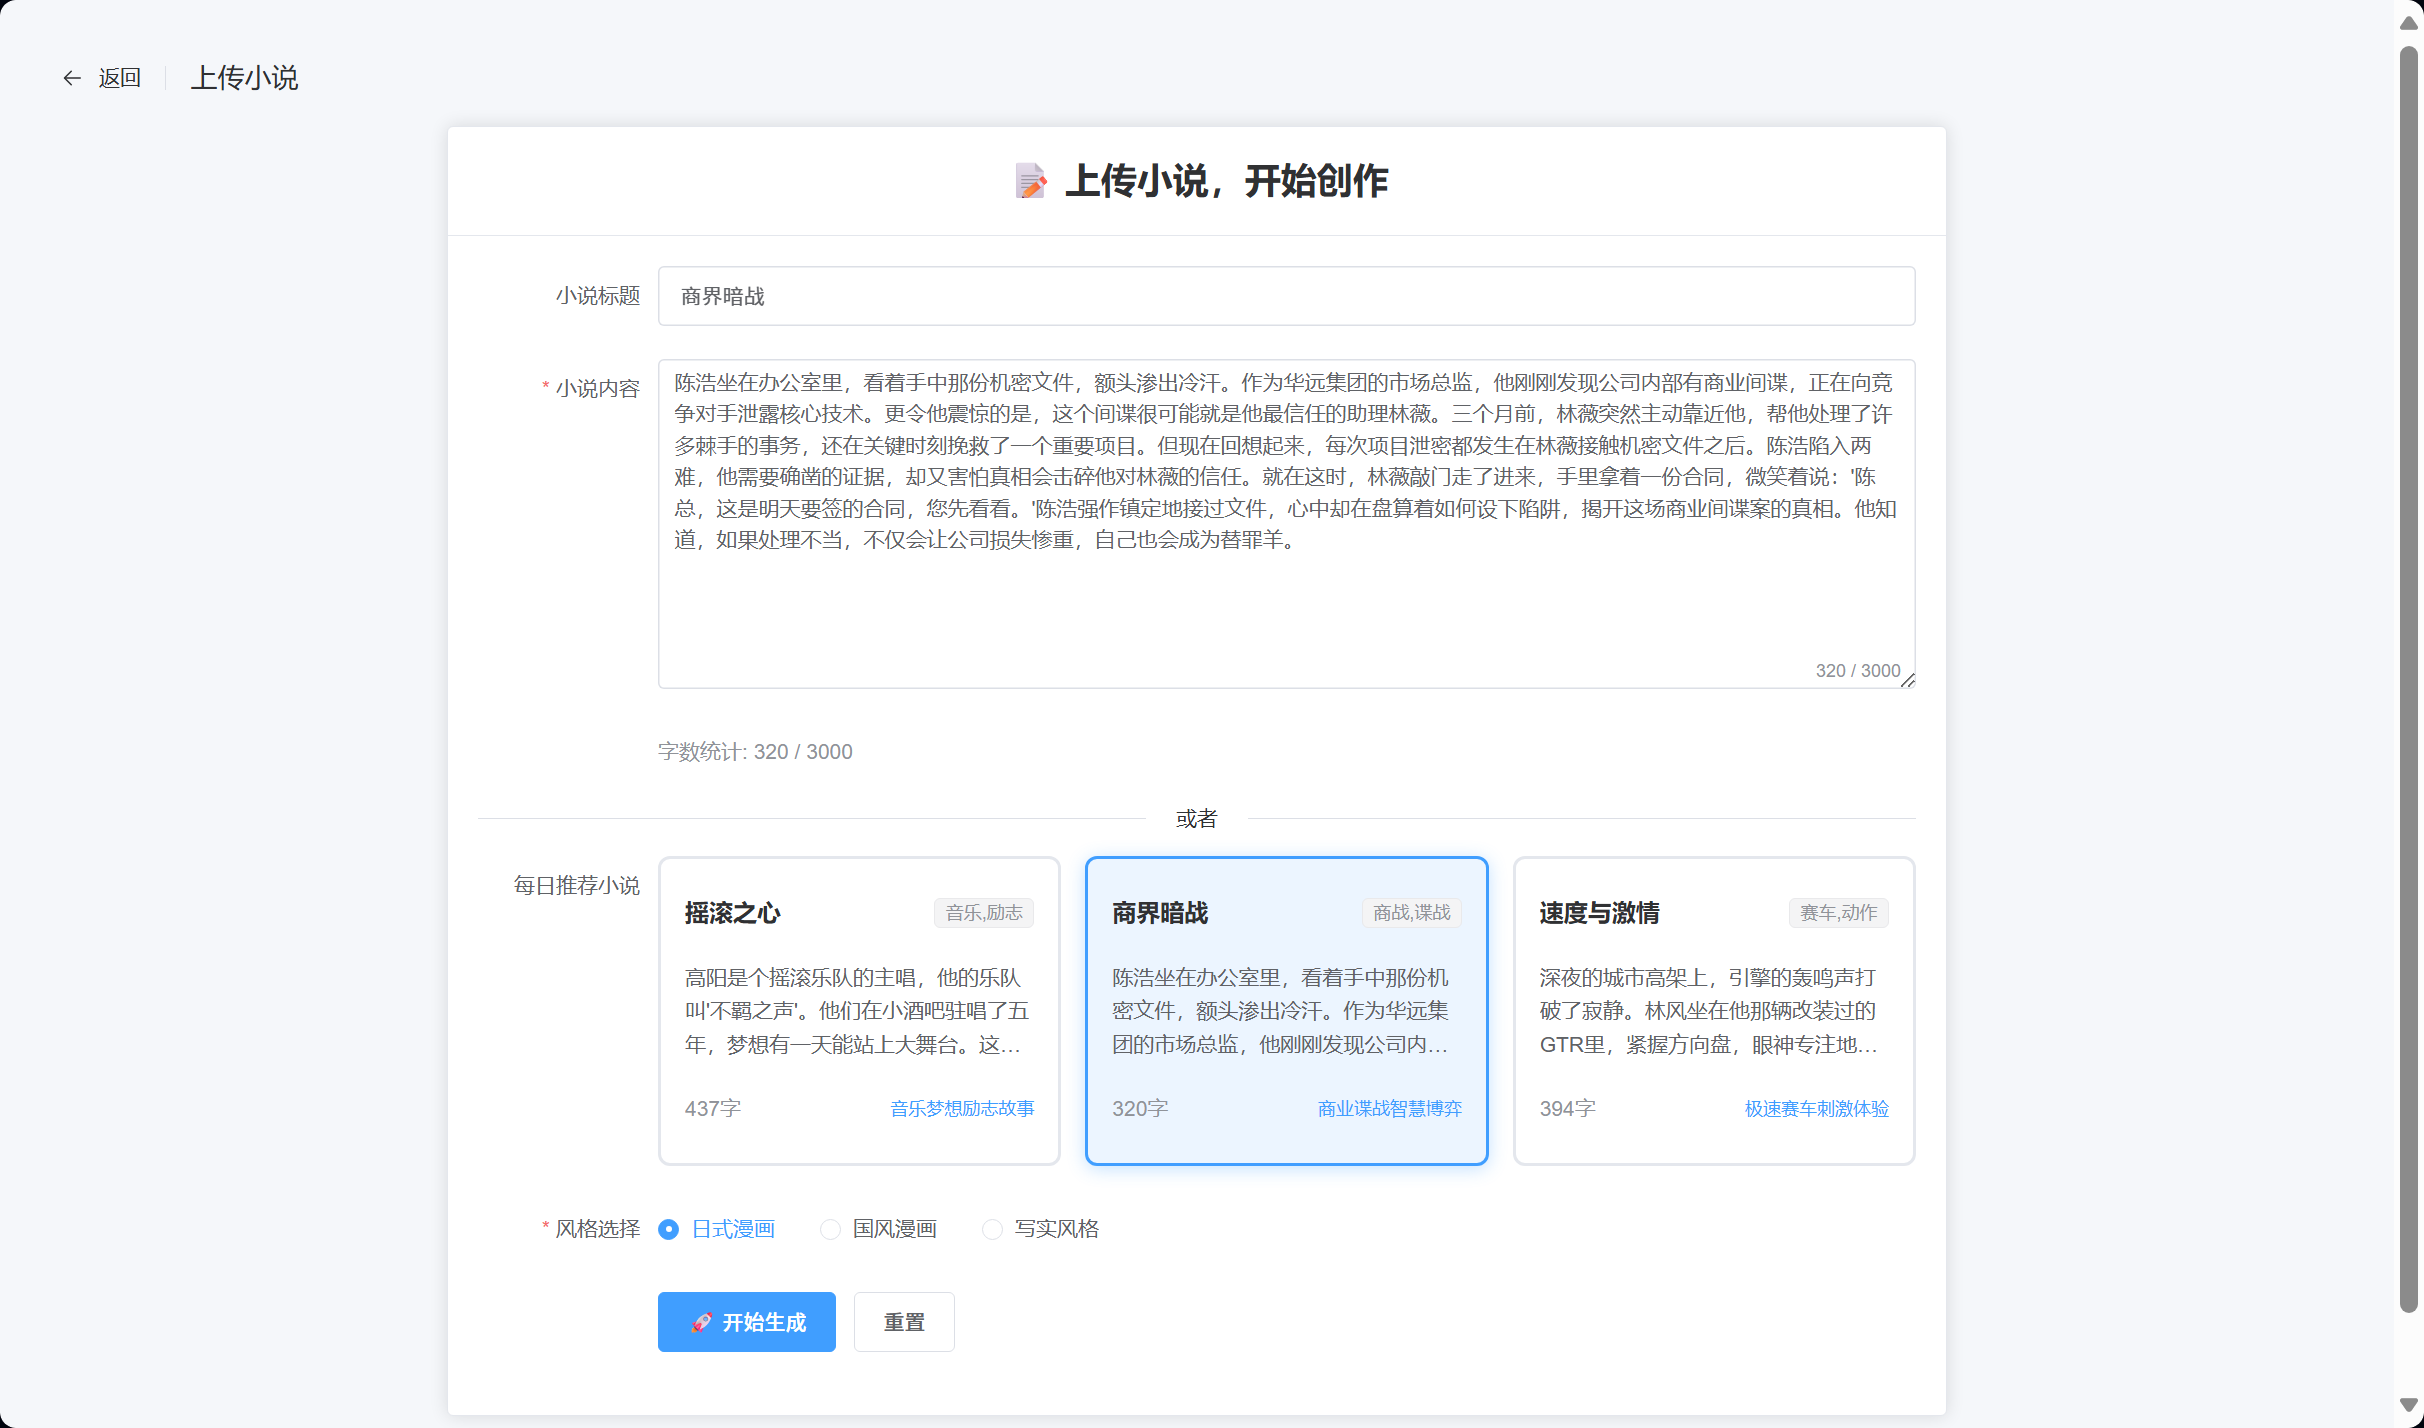 返回
上传小说
上传小说，开始创作
小说标题
商界暗战
* 小说内容
陈浩坐在办公室里，看着手中那份机密文件，额头渗出冷汗。作为华远集团的市场总监，他刚刚发现公司内部有商业间谍，正在向竞
争对手泄露核心技术。更令他震惊的是，这个间谍很可能就是他最信任的助理林薇。三个月前，林薇突然主动靠近他，帮他处理了许
多棘手的事务，还在关键时刻挽救了一个重要项目。但现在回想起来，每次项目泄密都发生在林薇接触机密文件之后。陈浩陷入两
难，他需要确凿的证据，却又害怕真相会击碎他对林薇的信任。就在这时，林薇敲门走了进来，手里拿着一份合同，微笑着说：'陈
总，这是明天要签的合同，您先看看。'陈浩强作镇定地接过文件，心中却在盘算着如何设下陷阱，揭开这场商业间谍案的真相。他知
道，如果处理不当，不仅会让公司损失惨重，自己也会成为替罪羊。
320 / 3000
字数统计: 320 / 3000
或者
每日推荐小说
摇滚之心
音乐,励志
高阳是个摇滚乐队的主唱，他的乐队
叫'不羁之声'。他们在小酒吧驻唱了五
年，梦想有一天能站上大舞台。这…
437字
音乐梦想励志故事
商界暗战
商战,谍战
陈浩坐在办公室里，看着手中那份机
密文件，额头渗出冷汗。作为华远集
团的市场总监，他刚刚发现公司内…
320字
商业谍战智慧博弈
速度与激情
赛车,动作
深夜的城市高架上，引擎的轰鸣声打
破了寂静。林风坐在他那辆改装过的
GTR里，紧握方向盘，眼神专注地…
394字
极速赛车刺激体验
* 风格选择
日式漫画
国风漫画
写实风格
开始生成
重置